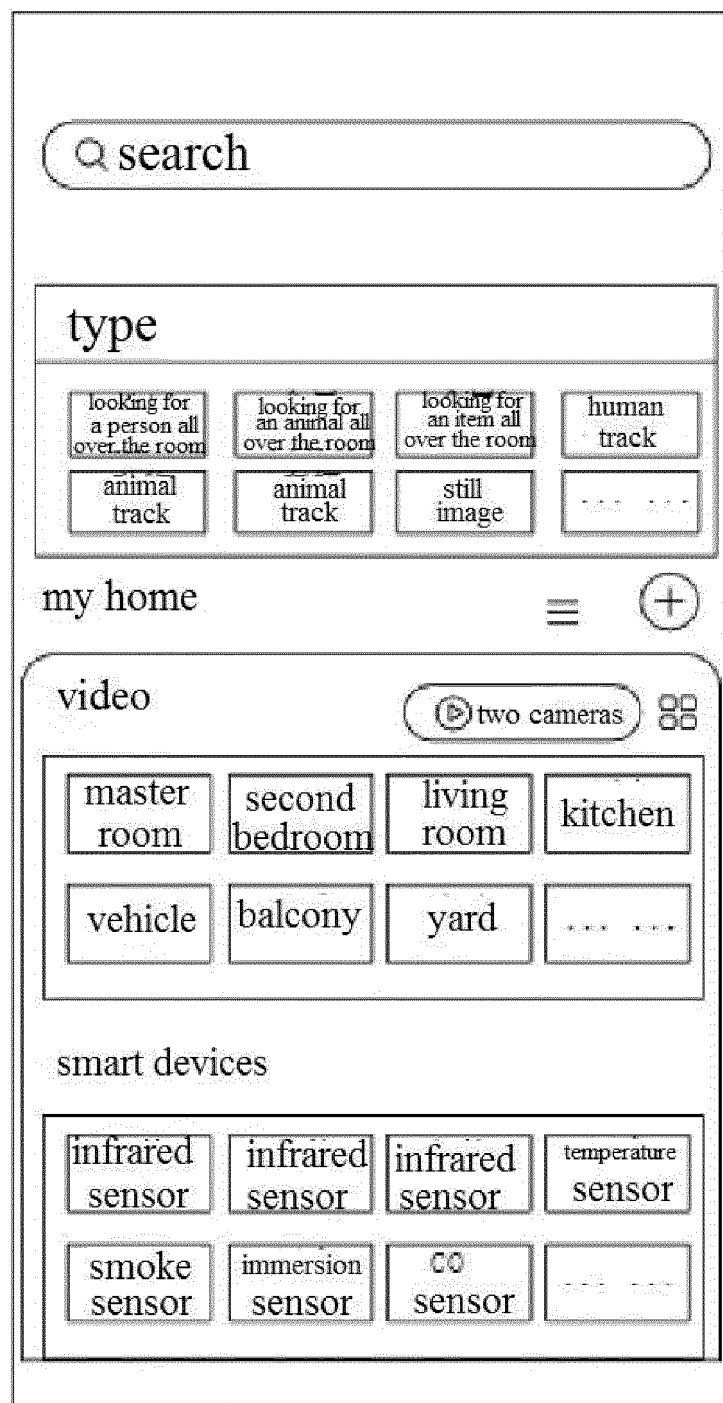 search
type
looking for
a person all
over the room
looking for
an animal all
over the room
looking for
an item all
over the room
human
track
animal
track
animal
track
still
image
... ...
my home
video
two cameras
master
room
second
bedroom
living
room
kitchen
vehicle
balcony
yard
... ...
smart devices
infrared
sensor
infrared
sensor
infrared
sensor
temperature
sensor
smoke
sensor
immersion
sensor
CO
sensor
... ...